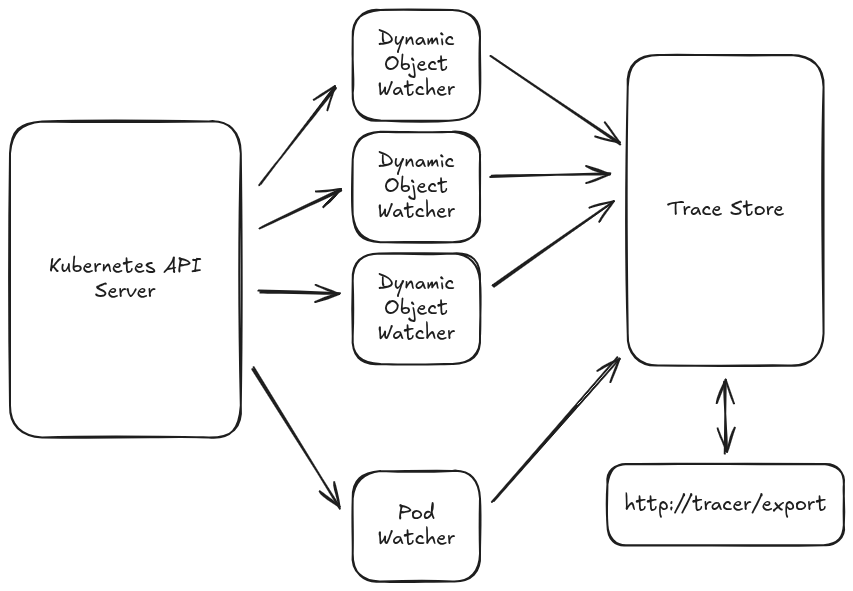 Dynamic
Object
Watcher
Dynamic
Object
Watcher
Kubernetes API
Server
Dynamic
Object
Watcher
Trace Store
Pod
Watcher
http://tracer/export